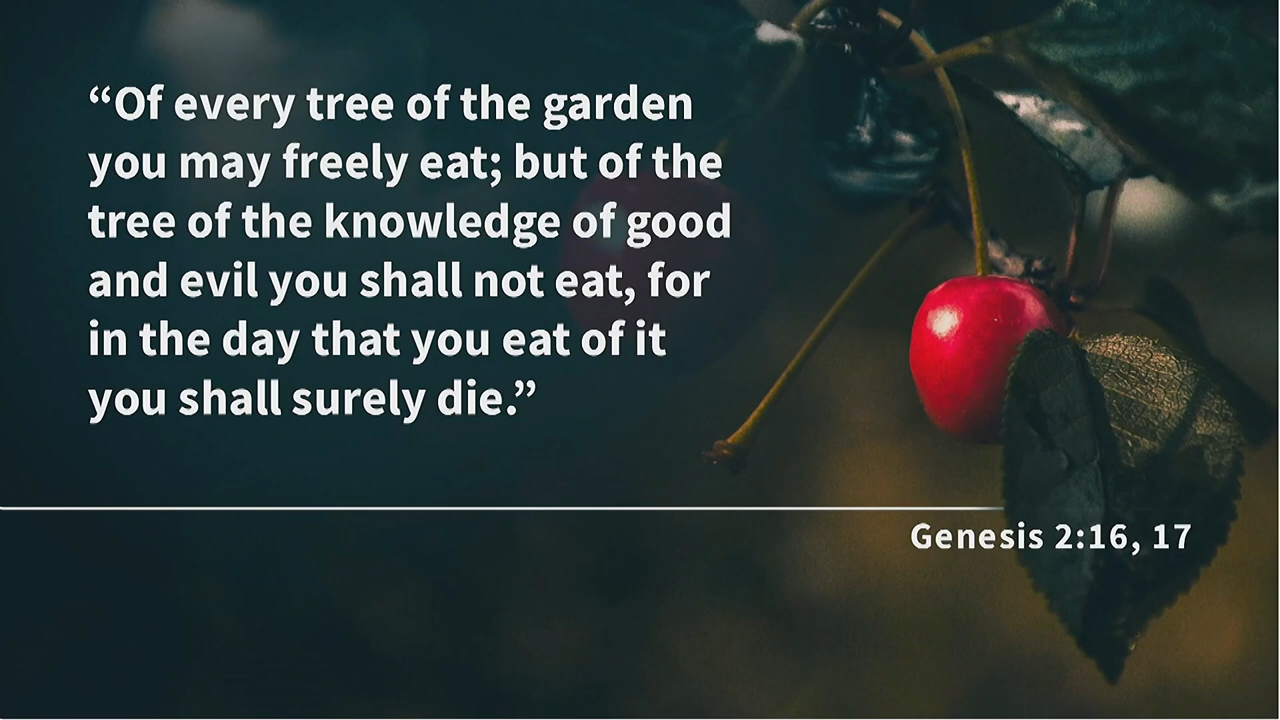 “Of every tree of the garden
you may freely eat; but of the
tree of the knowledge of good
and evil you shall not eat, for
in the day that you eat of it
you shall surely die.”
Genesis 2:16, 17